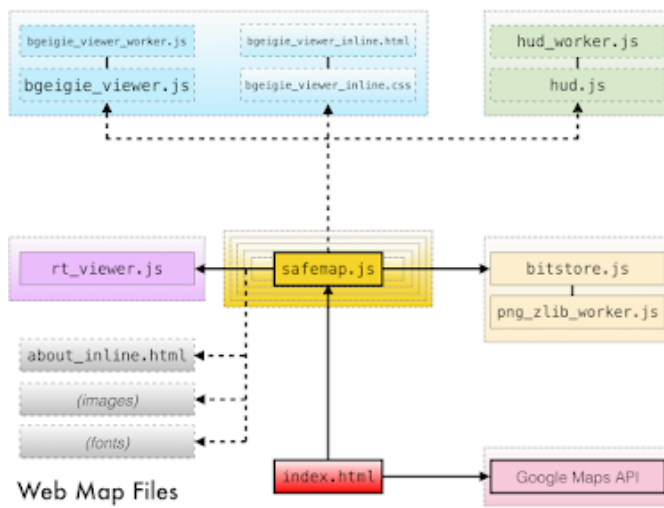 bgeigie_viewer_worker.js
bgeigie_viewer_inline.html
hud_worker.js
bgeigie_viewer.js
bgeigie_viewer_inline.css
hud.js
rt_viewer.js
safemap.js
bitstore.js
png_zlib_worker.js
about_inline.html
(images)
(fonts)
index.html
Google Maps API
Web Map Files